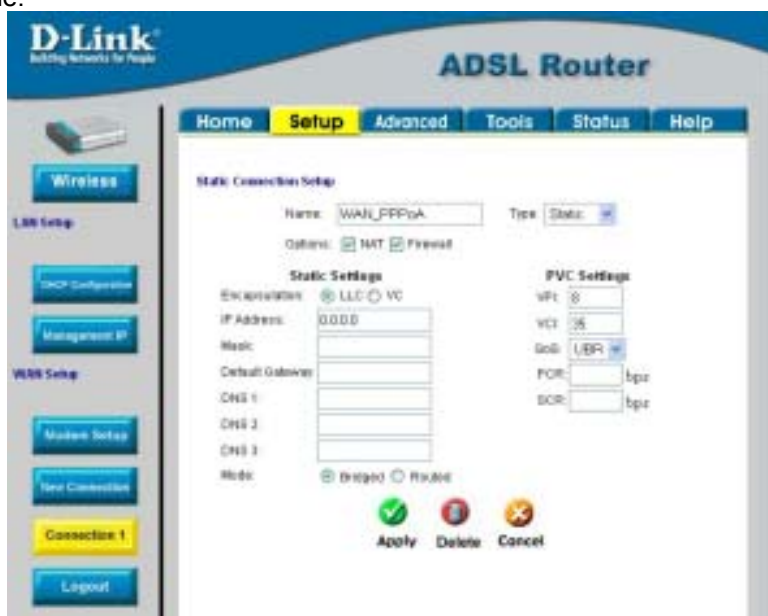 ne.
D-Link
Building Networks for People
ADSL Router
Home Setup Advanced Tools Status Help
Wireless
LAN Setup
DHCP Configuration
Management IP
WAN Setup
Modem Setup
New Connection
Connection 1
Logout
Static Connection Setup
Name: WAN_PPPoA Type: Static
Options: NAT Firewall
Static Settings
Encapsulation: LLC VC
IP Address: 0.0.0.0
Mask:
Default Gateway:
DNS 1:
DNS 2:
DNS 3:
Mode: Bridged Routed
PVC Settings
VPI: 8
VCI: 35
QoS: UBR
PCR: bps
SCR: bps
Apply Delete Cancel